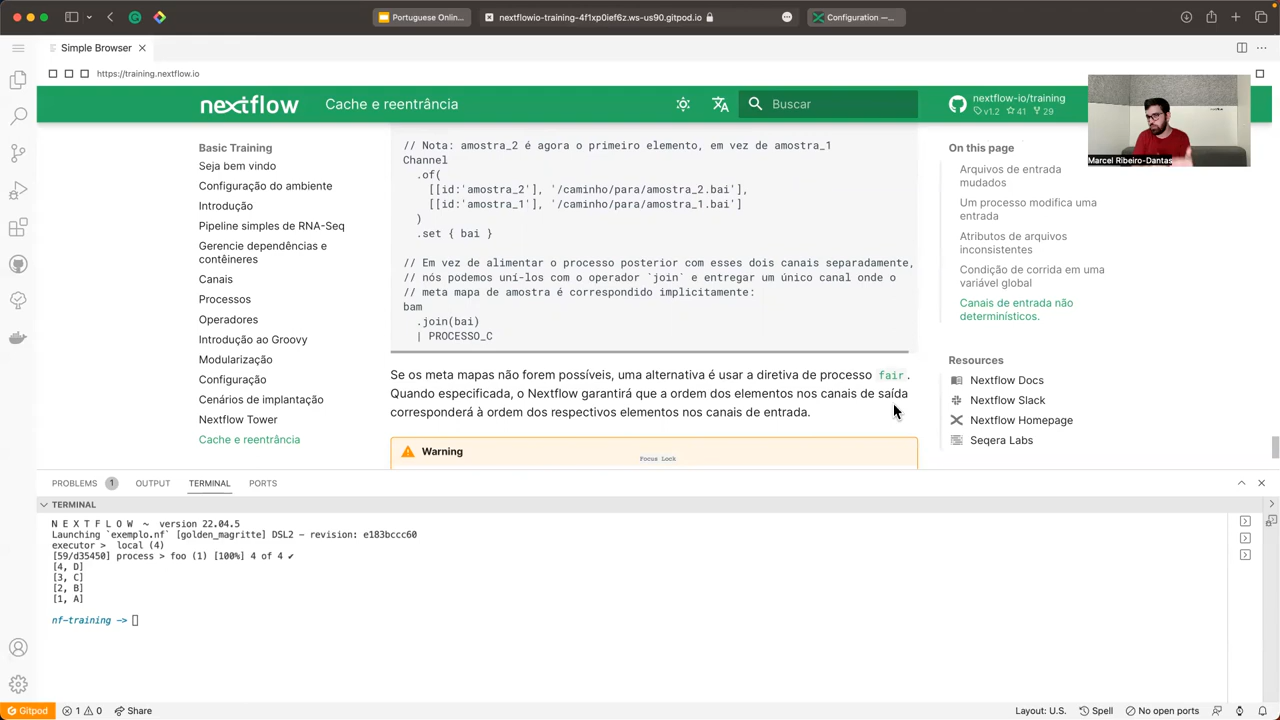 Portuguese Onlin...
nextflowio-training-4f1xp0ief6z.ws-us90.gitpod.io
Configuration —...
Simple Browser
https://training.nextflow.io
nextflow
Cache e reentrância
Buscar
nextflow-io/training
v1.2 41 29
Marcel Ribeiro-Dantas
Basic Training
Seja bem vindo
Configuração do ambiente
Introdução
Pipeline simples de RNA-Seq
Gerencie dependências e
contêineres
Canais
Processos
Operadores
Introdução ao Groovy
Modularização
Configuração
Cenários de implantação
Nextflow Tower
Cache e reentrância
// Nota: amostra_2 é agora o primeiro elemento, em vez de amostra_1
Channel
.of(
[[id:'amostra_2'], '/caminho/para/amostra_2.bai'],
[[id:'amostra_1'], '/caminho/para/amostra_1.bai']
)
.set { bai }
// Em vez de alimentar o processo posterior com esses dois canais separadamente,
// nós podemos uní-los com o operador `join` e entregar um único canal onde o
// meta mapa de amostra é correspondido implicitamente:
bam
.join(bai)
| PROCESSO_C
Se os meta mapas não forem possíveis, uma alternativa é usar a diretiva de processo fair.
Quando especificada, o Nextflow garantirá que a ordem dos elementos nos canais de saída
corresponderá à ordem dos respectivos elementos nos canais de entrada.
Warning
Focus Lock
On this page
Arquivos de entrada
mudados
Um processo modifica uma
entrada
Atributos de arquivos
inconsistentes
Condição de corrida em uma
variável global
Canais de entrada não
determinísticos.
Resources
Nextflow Docs
Nextflow Slack
Nextflow Homepage
Seqera Labs
PROBLEMS 1 OUTPUT TERMINAL PORTS
TERMINAL
N E X T F L O W ~ version 22.04.5
Launching `exemplo.nf` [golden_magritte] DSL2 - revision: e183bccc60
executor > local (4)
[59/d35450] process > foo (1) [100%] 4 of 4 ✔
[4, D]
[3, C]
[2, B]
[1, A]
nf-training ->
Gitpod 1 0 Share
Layout: U.S. Spell No open ports